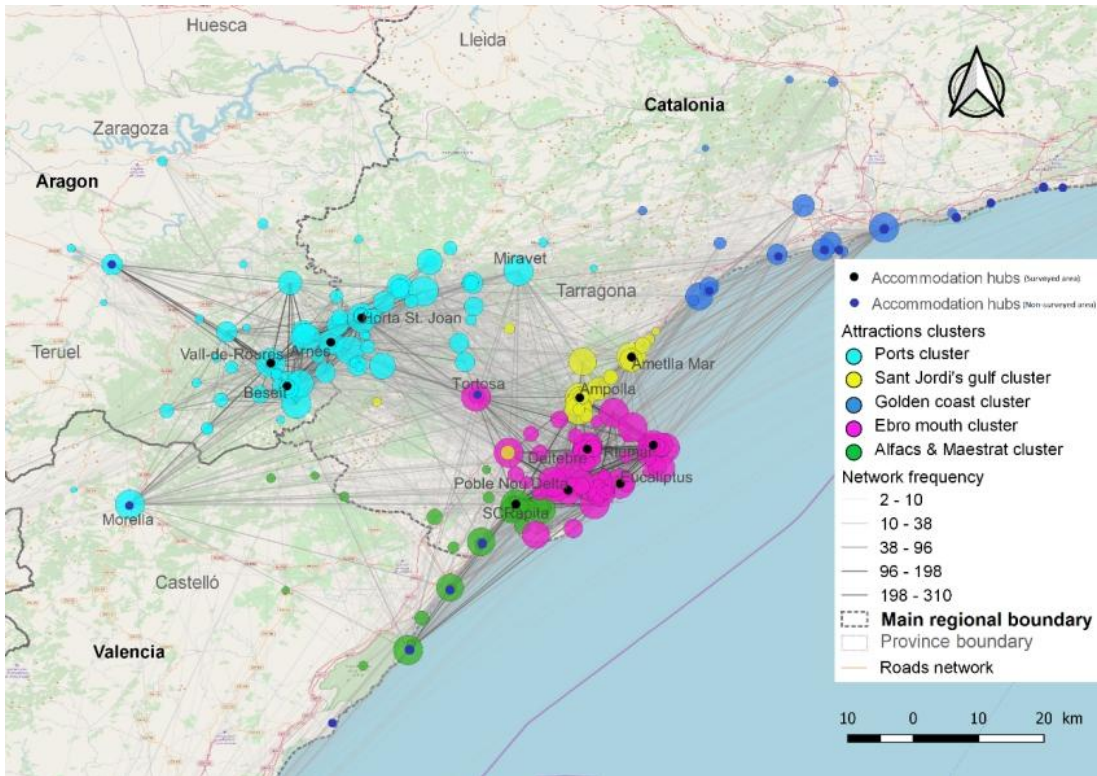 Huesca
Lleida
Catalonia
Zaragoza
Aragon
Miravet
Tarragona
Horta St. Joan
Teruel
Vall-de-Roures
Arnes
Ametlla Mar
Beseit
Tortosa
Ampolla
Deltebre
Riumar
Poble Nou Delta
Eucaliptus
SCRapita
Morella
Castelló
Valencia
Accommodation hubs (Surveyed area)
Accommodation hubs (Non-surveyed area)
Attractions clusters
Ports cluster
Sant Jordi's gulf cluster
Golden coast cluster
Ebro mouth cluster
Alfacs & Maestrat cluster
Network frequency
2 - 10
10 - 38
38 - 96
96 - 198
198 - 310
Main regional boundary
Province boundary
Roads network
10 0 10 20 km